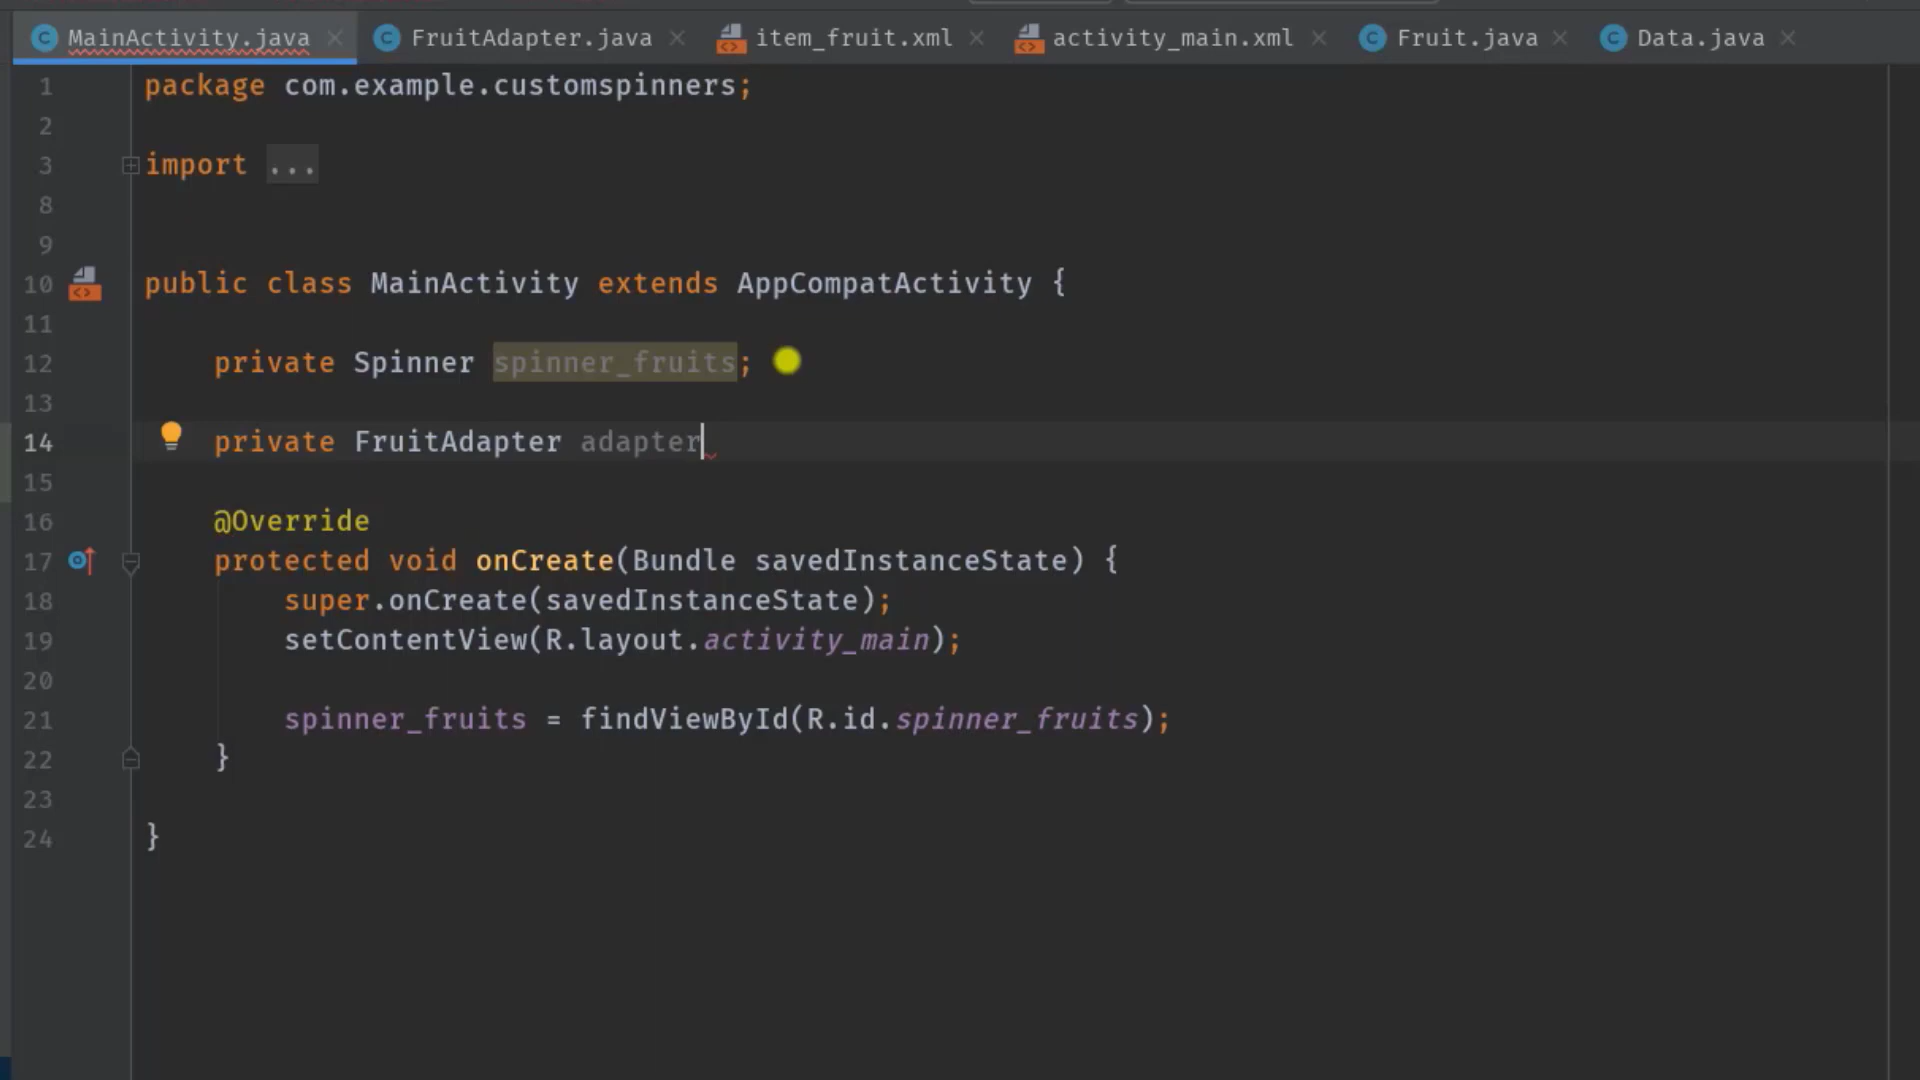 MainActivity.java FruitAdapter.java item_fruit.xml activity_main.xml Fruit.java Data.java
1 package com.example.customspinners;
2
3 import ...
8
9
10 public class MainActivity extends AppCompatActivity {
11
12 private Spinner spinner_fruits;
13
14 private FruitAdapter adapter
15
16 @Override
17 protected void onCreate(Bundle savedInstanceState) {
18 super.onCreate(savedInstanceState);
19 setContentView(R.layout.activity_main);
20
21 spinner_fruits = findViewById(R.id.spinner_fruits);
22 }
23
24 }